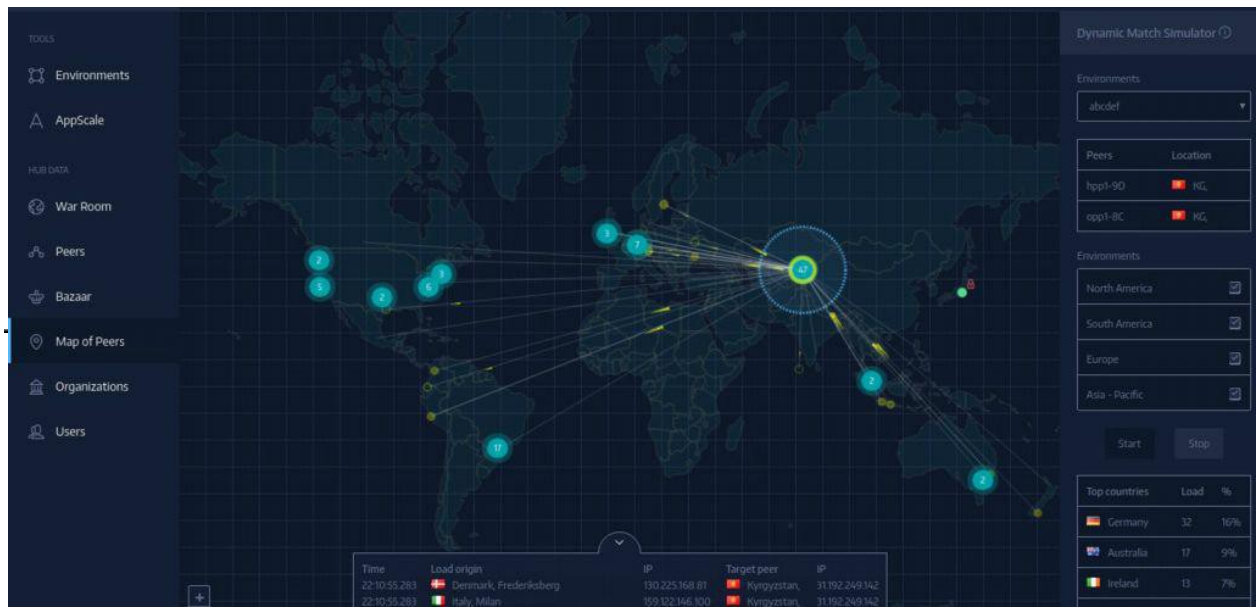 TOOLS
Environments
AppScale
HUB DATA
War Room
Peers
Bazaar
Map of Peers
Organizations
Users
2
5
2
3
6
3
7
47
2
17
2
Time Load origin IP Target peer IP
22:10:55.283 Denmark, Frederiksberg 130.225.168.81 Kyrgyzstan, 31.192.249.142
22:10:55.283 Italy, Milan 159.122.146.100 Kyrgyzstan, 31.192.249.142
Dynamic Match Simulator
Environments
abcdef
Peers Location
hpp1-9D KG,
opp1-8C KG,
Environments
North America
South America
Europe
Asia - Pacific
Start Stop
Top countries Load %
Germany 32 16%
Australia 17 9%
Ireland 13 7%